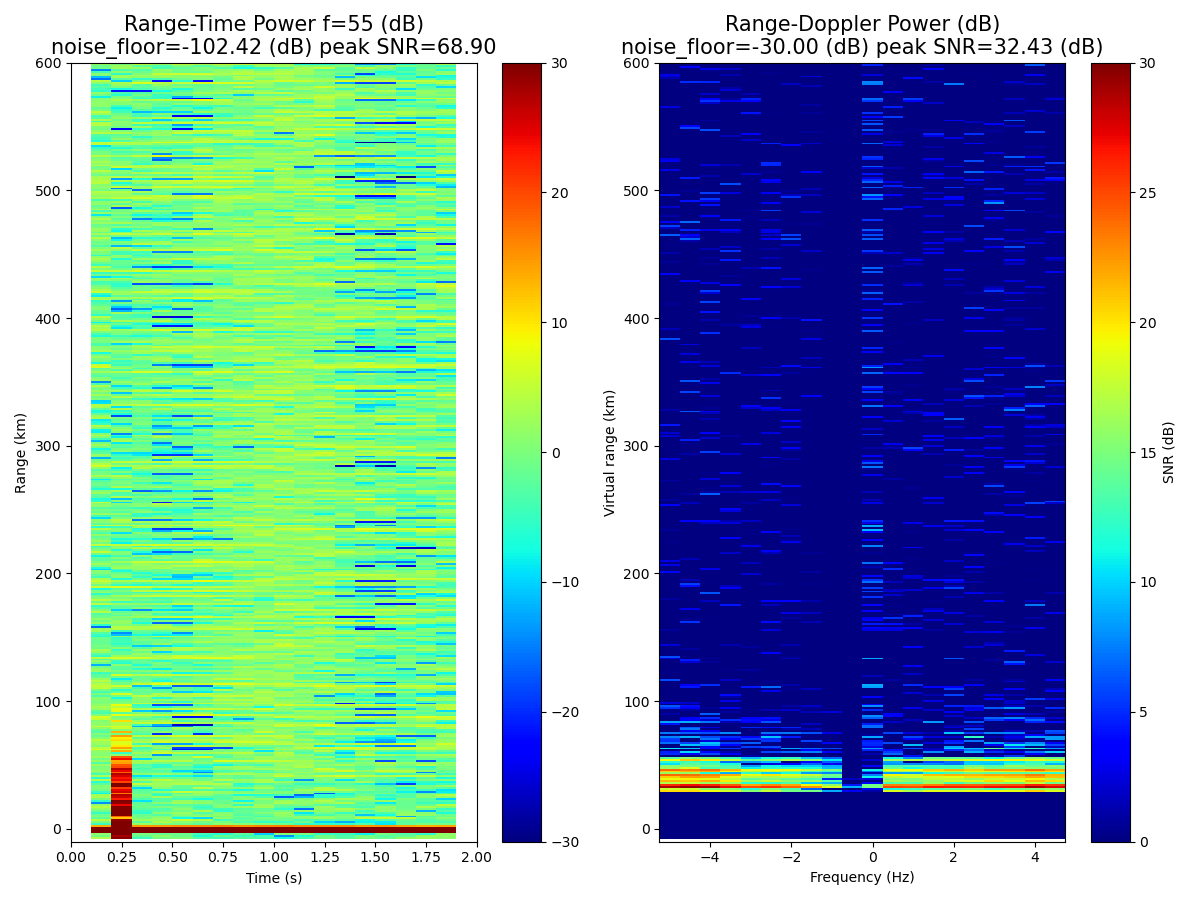 Range-Time Power f=55 (dB)
noise_floor=-102.42 (dB) peak SNR=68.90
600
500
400
300
200
100
0
Range (km)
0.00 0.25 0.50 0.75 1.00 1.25 1.50 1.75 2.00
Time (s)
30
20
10
0
−10
−20
−30
Range-Doppler Power (dB)
noise_floor=-30.00 (dB) peak SNR=32.43 (dB)
600
500
400
300
200
100
0
Virtual range (km)
−4 −2 0 2 4
Frequency (Hz)
30
25
20
15
10
5
0
SNR (dB)